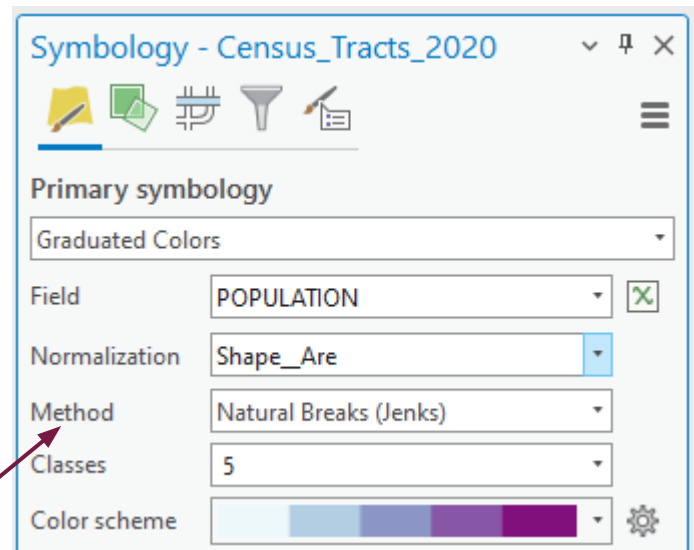 Symbology - Census_Tracts_2020
Primary symbology
Graduated Colors
Field POPULATION
Normalization Shape__Are
Method Natural Breaks (Jenks)
Classes 5
Color scheme